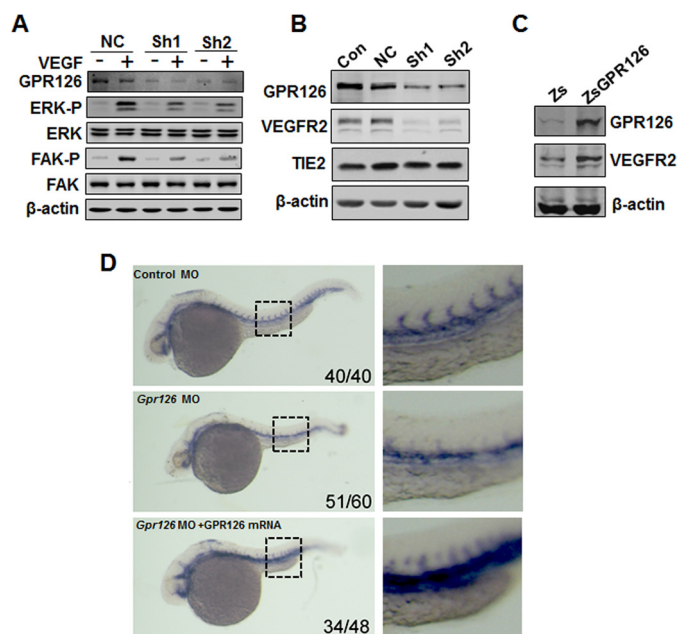 A
NC Sh1 Sh2
VEGF - + - + - +
GPR126
ERK-P
ERK
FAK-P
FAK
β-actin
B
Con NC Sh1 Sh2
GPR126
VEGFR2
TIE2
β-actin
C
Zs ZsGPR126
GPR126
VEGFR2
β-actin
D
Control MO
40/40
Gpr126 MO
51/60
Gpr126 MO +GPR126 mRNA
34/48